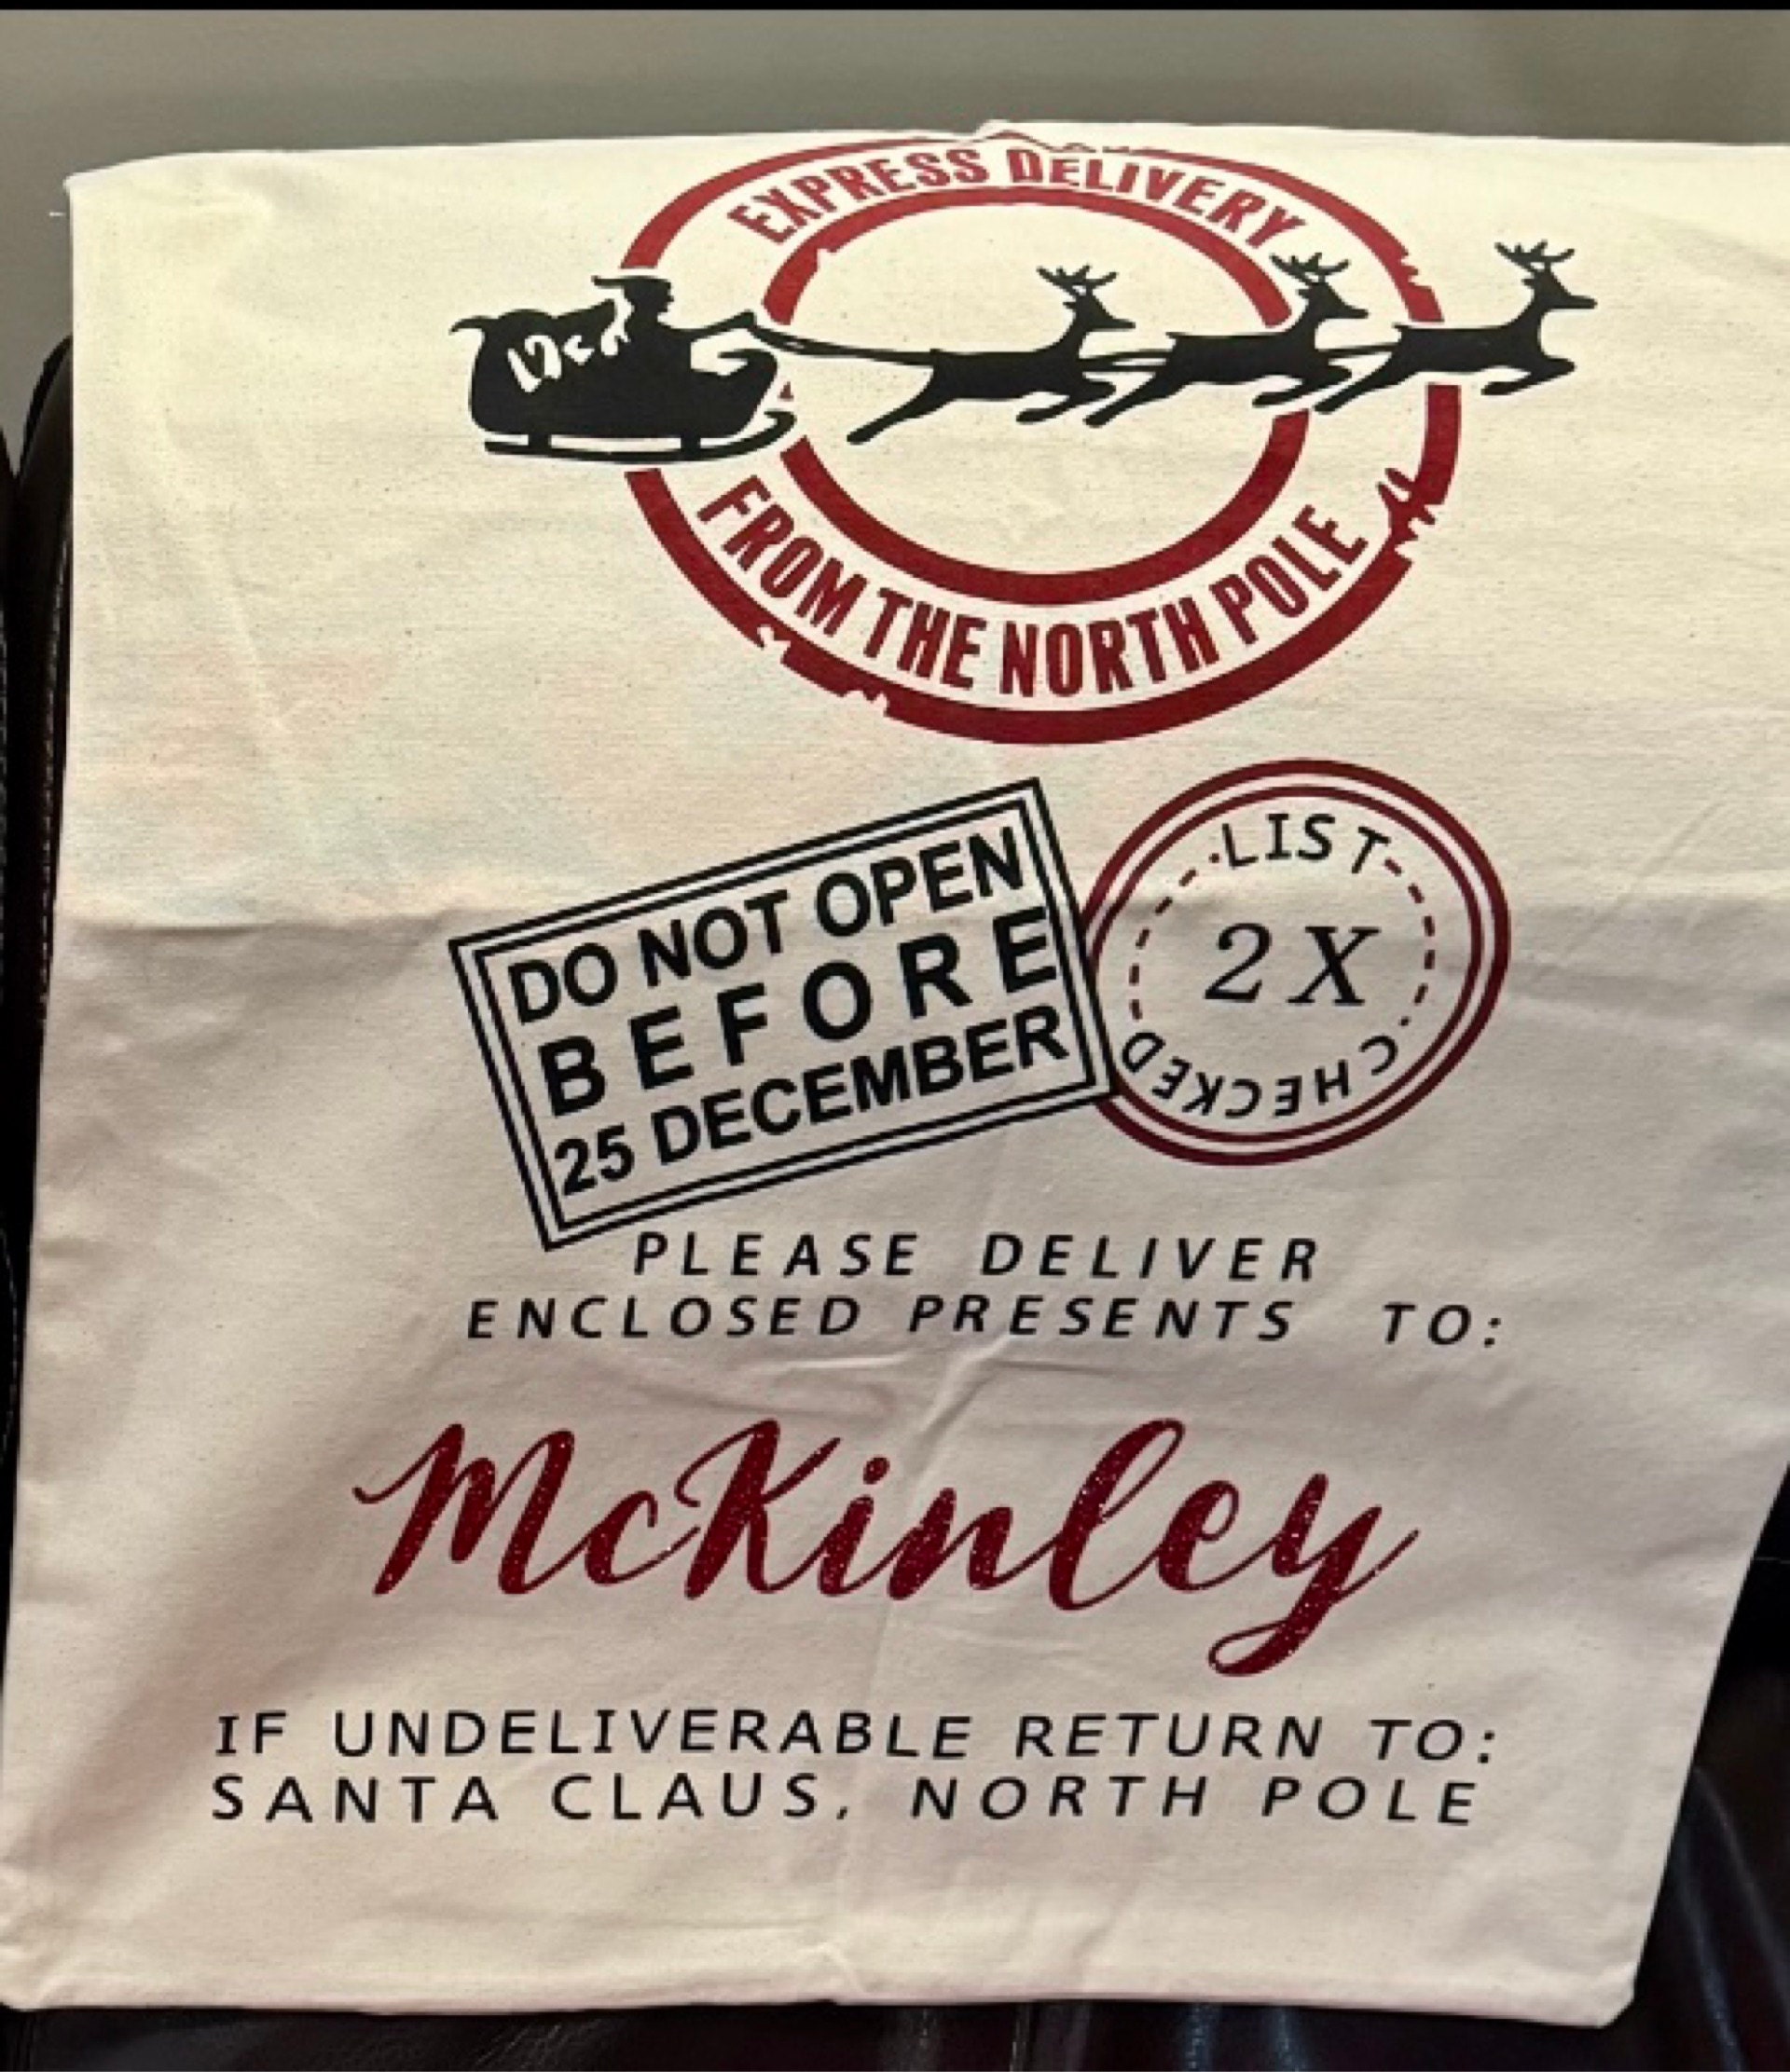 EXPRESS DELIVERY
FROM THE NORTH POLE
DO NOT OPEN
BEFORE
25 DECEMBER
LIST
2X
CHECKED
PLEASE DELIVER
ENCLOSED PRESENTS TO:
McKinley
IF UNDELIVERABLE RETURN TO:
SANTA CLAUS, NORTH POLE